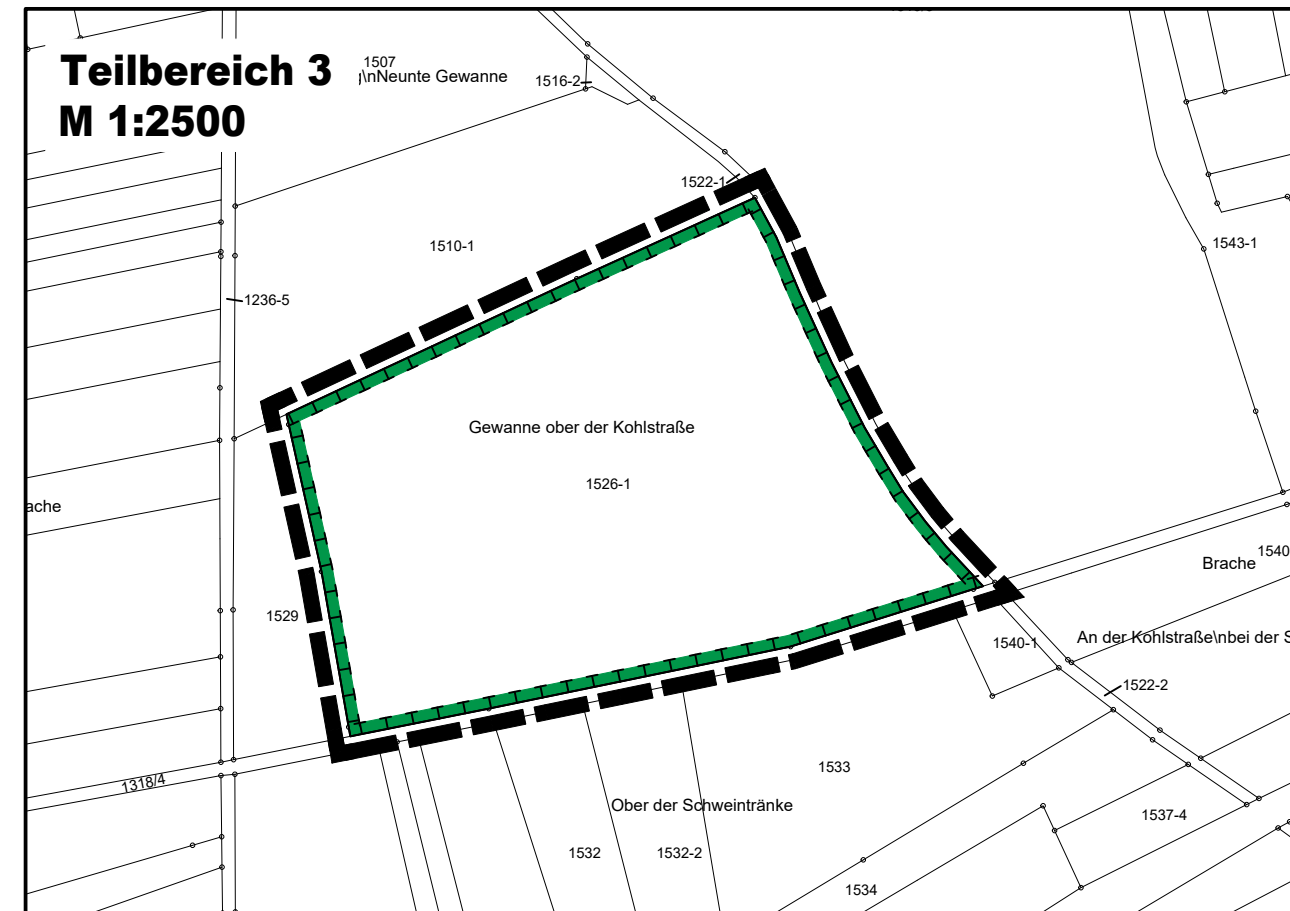 Teilbereich 3
M 1:2500
1507
\nNeunte Gewanne
1516-2
1522-1
1510-1
1543-1
1236-5
Gewanne ober der Kohlstraße
1526-1
ache
1540
Brache
1529
1540-1
An der Kohlstraße\nbei der S
1522-2
1318/4
1533
Ober der Schweintränke
1537-4
1532
1532-2
1534